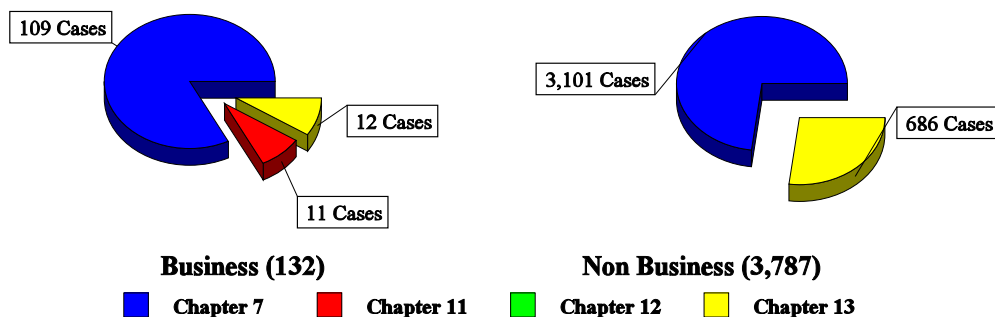 109 Cases
3,101 Cases
12 Cases
686 Cases
11 Cases
Business (132)
Non Business (3,787)
Chapter 7
Chapter 11
Chapter 12
Chapter 13